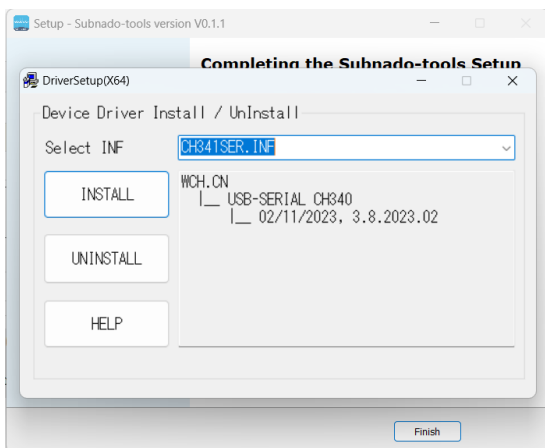 Setup - Subnado-tools version V0.1.1
Completing the Subnado-tools Setup
DriverSetup(X64)
Device Driver Install / UnInstall
Select INF
CH341SER.INF
INSTALL
WCH.CN
|__ USB-SERIAL CH340
|__ 02/11/2023, 3.8.2023.02
UNINSTALL
HELP
Finish